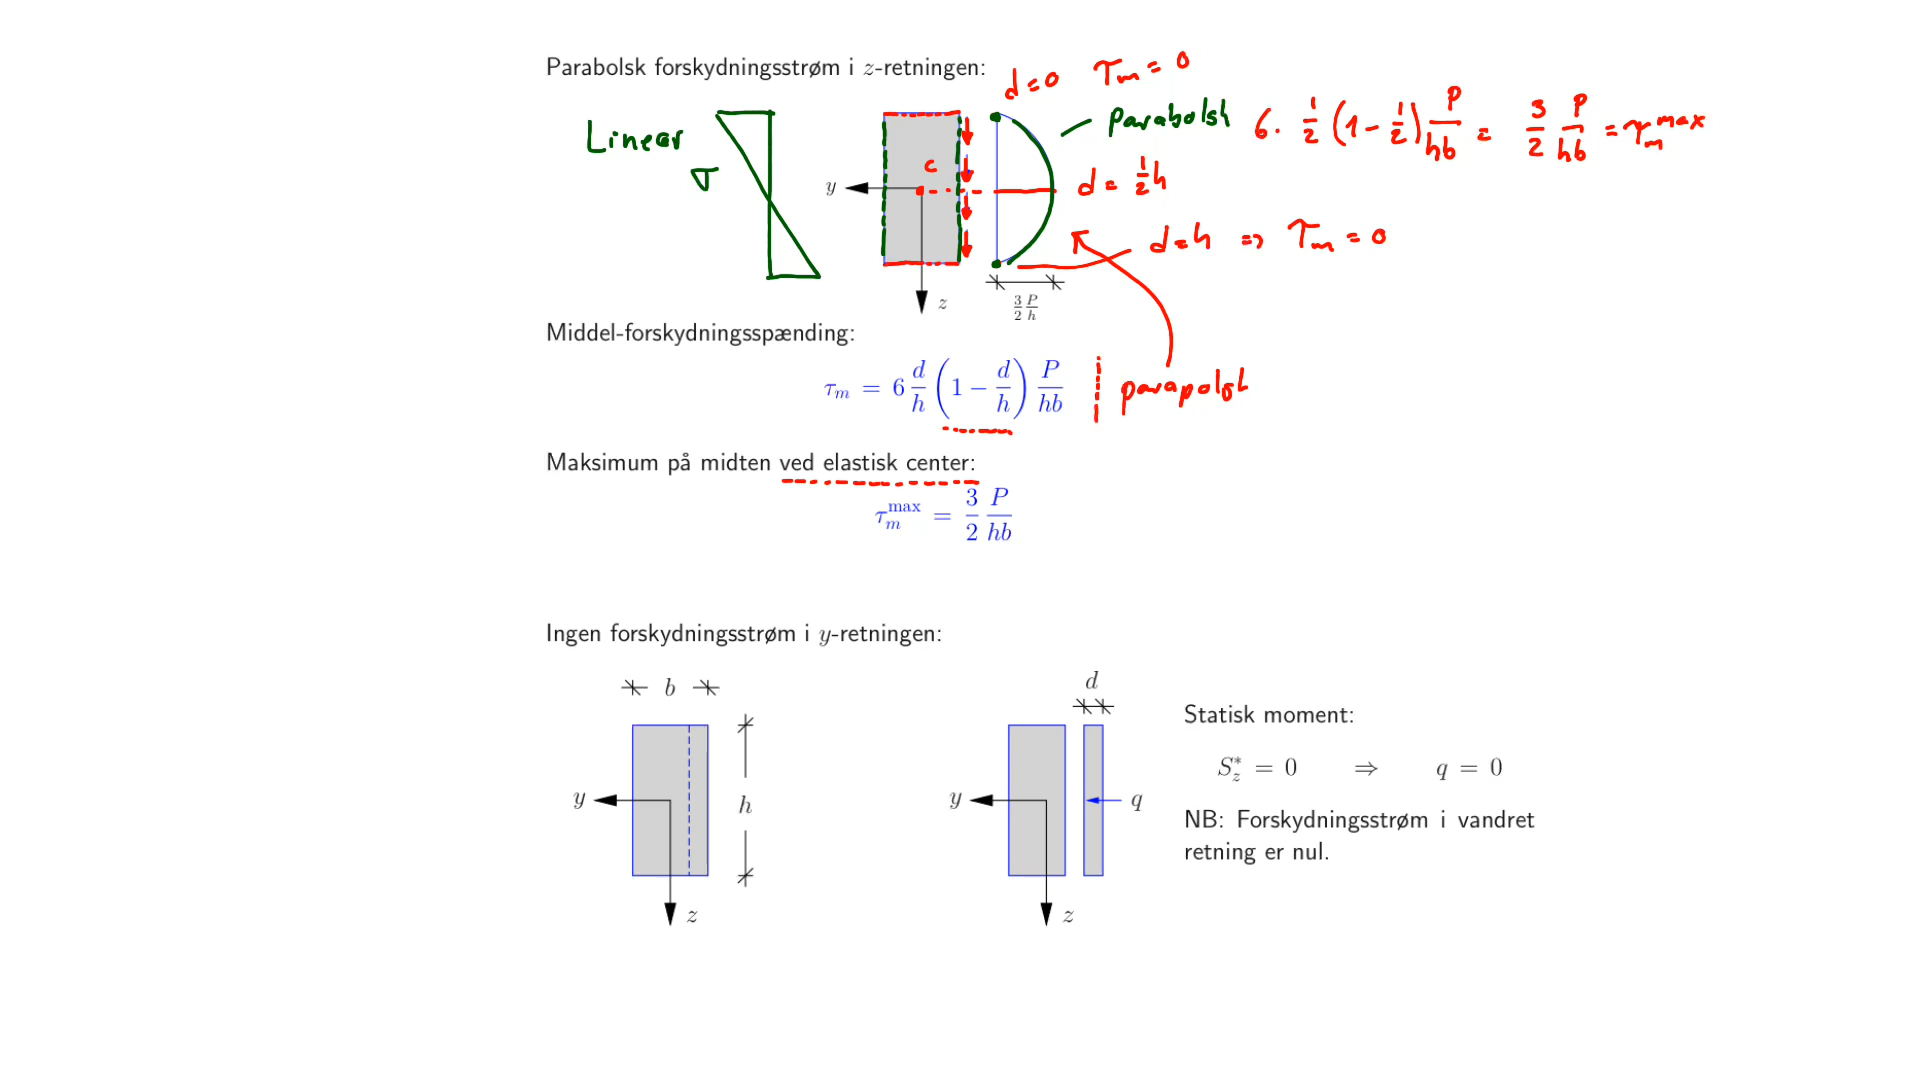 Parabolsk forskydningsstrøm i z-retningen:
d=0 τm = 0
Linear
σ
parabolsk
6 · 1/2 (1 - 1/2) P/hb = 3/2 P/hb = τm^max
c
y
d = 1/2 h
d=h => τm = 0
z
3/2 P/h
Middel-forskydningsspænding:
τm = 6 d/h (1 − d/h) P/hb
parapolsk
Maksimum på midten ved elastisk center:
τm^max = 3/2 P/hb
Ingen forskydningsstrøm i y-retningen:
b
d
Statisk moment:
S*z = 0 ⇒ q = 0
y
h
y
q
NB: Forskydningsstrøm i vandret
retning er nul.
z
z